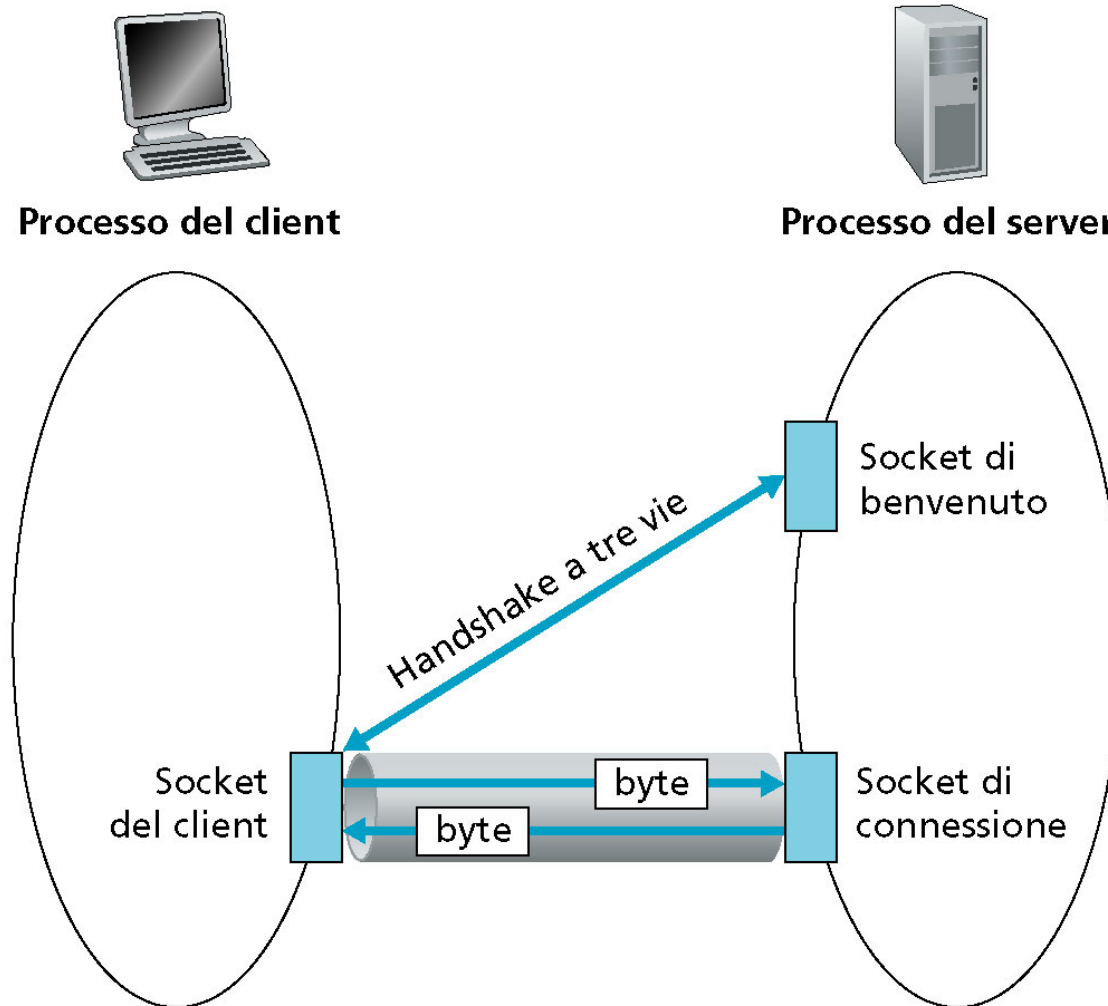 Processo del client
Processo del server
Socket di
benvenuto
Handshake a tre vie
Socket
del client
byte
byte
Socket di
connessione